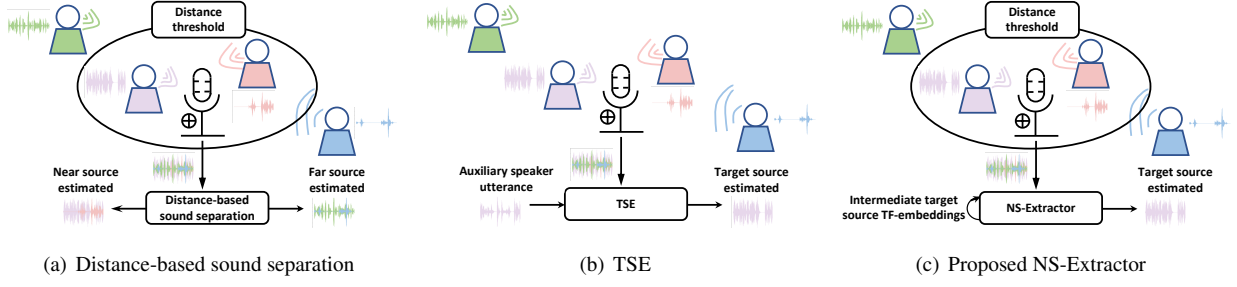 Distance
threshold
Near source
estimated
Far source
estimated
Distance-based
sound separation
(a) Distance-based sound separation
Auxiliary speaker
utterance
TSE
Target source
estimated
(b) TSE
Distance
threshold
Intermediate target
source TF-embeddings
NS-Extractor
Target source
estimated
(c) Proposed NS-Extractor